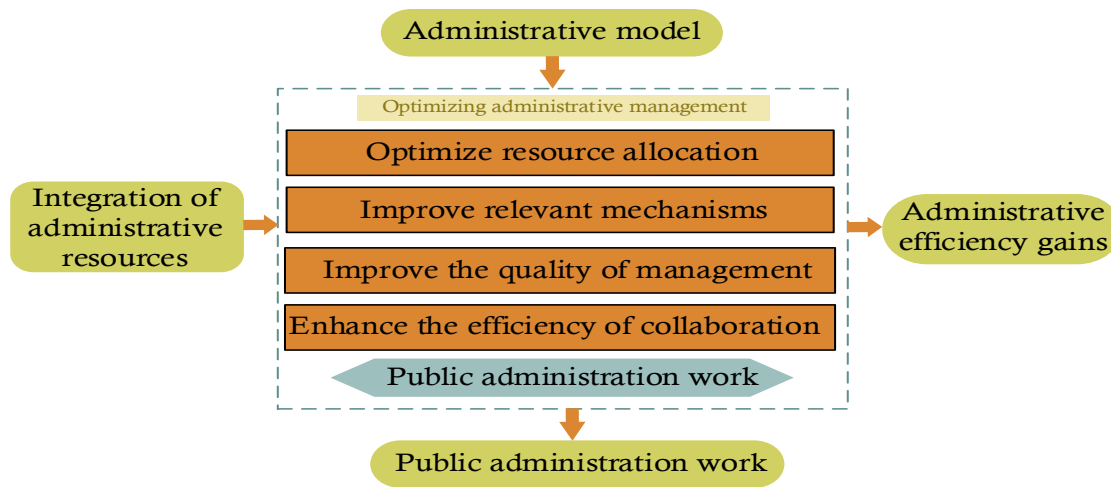 Administrative model
Optimizing administrative management
Optimize resource allocation
Integration of
administrative
resources
Improve relevant mechanisms
Administrative
efficiency gains
Improve the quality of management
Enhance the efficiency of collaboration
Public administration work
Public administration work